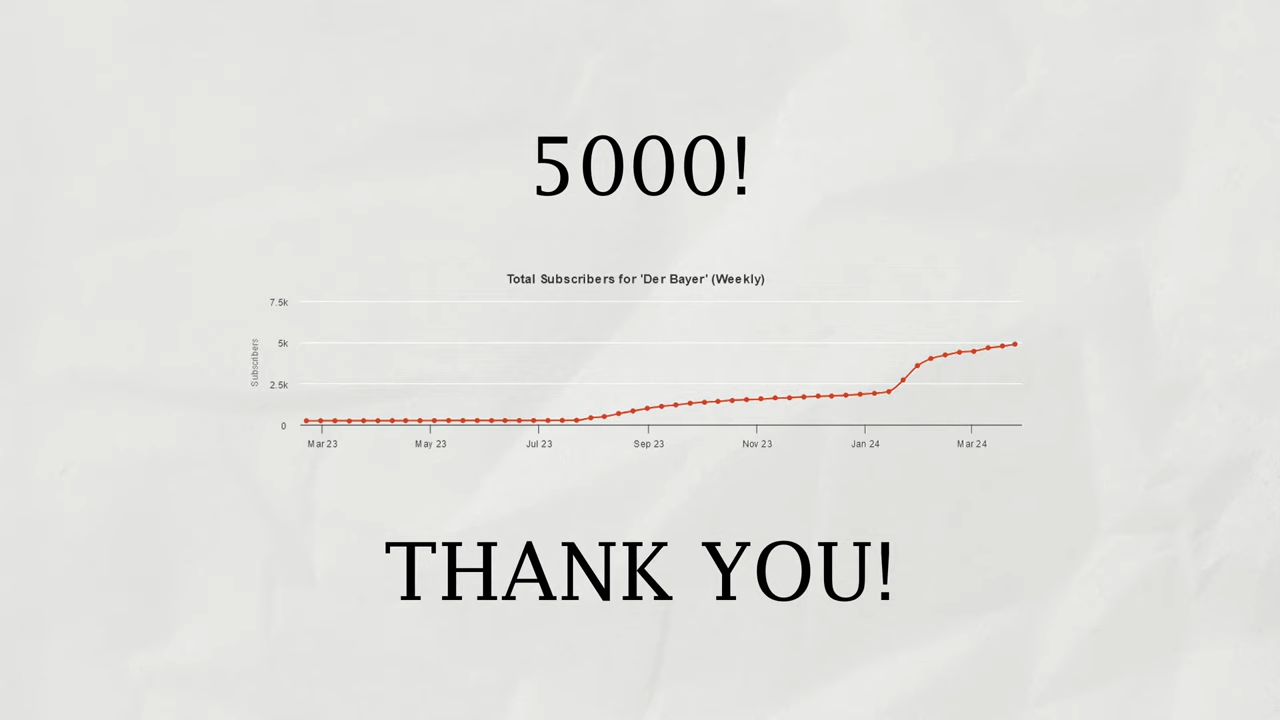 5000!
Total Subscribers for 'Der Bayer' (Weekly)
7.5k
5k
2.5k
0
Subscribers
Mar 23 May 23 Jul 23 Sep 23 Nov 23 Jan 24 Mar 24
THANK YOU!